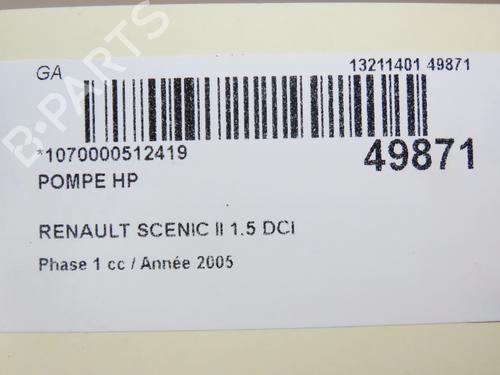 GA
13211401 49871
*1070000512419
49871
POMPE HP
RENAULT SCENIC II 1.5 DCI
Phase 1 cc / Année 2005
B-PARTS